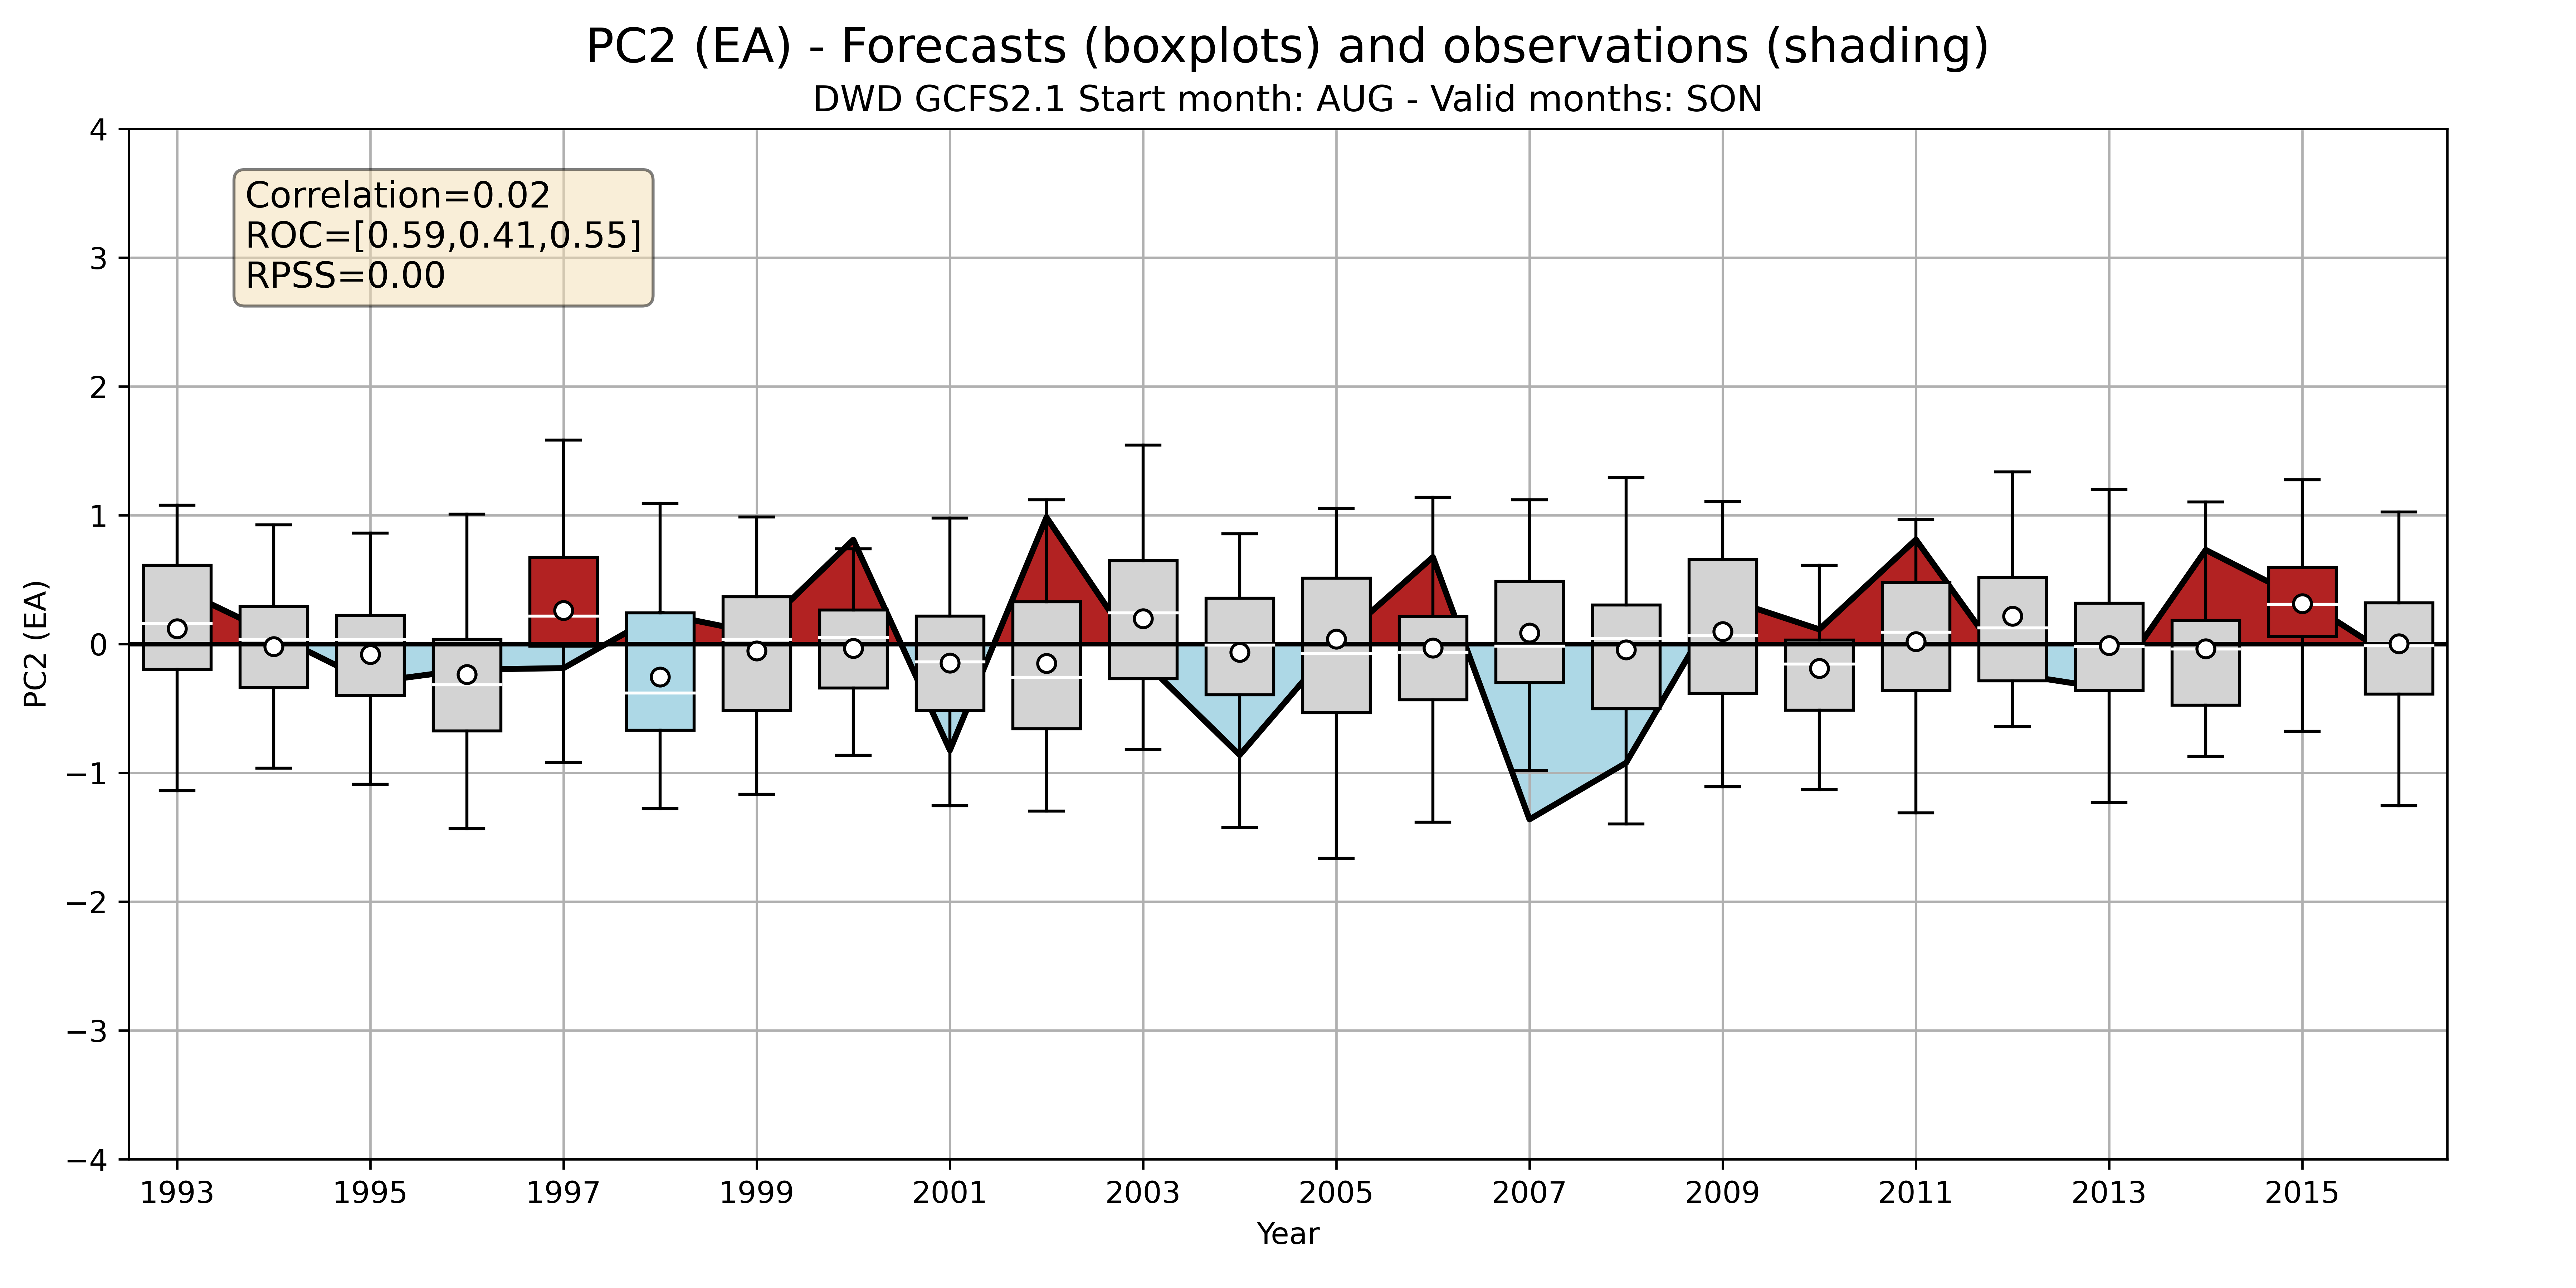 PC2 (EA) - Forecasts (boxplots) and observations (shading)
DWD GCFS2.1 Start month: AUG - Valid months: SON
Correlation=0.02
ROC=[0.59,0.41,0.55]
RPSS=0.00
PC2 (EA)
4
3
2
1
0
−1
−2
−3
−4
1993 1995 1997 1999 2001 2003 2005 2007 2009 2011 2013 2015
Year